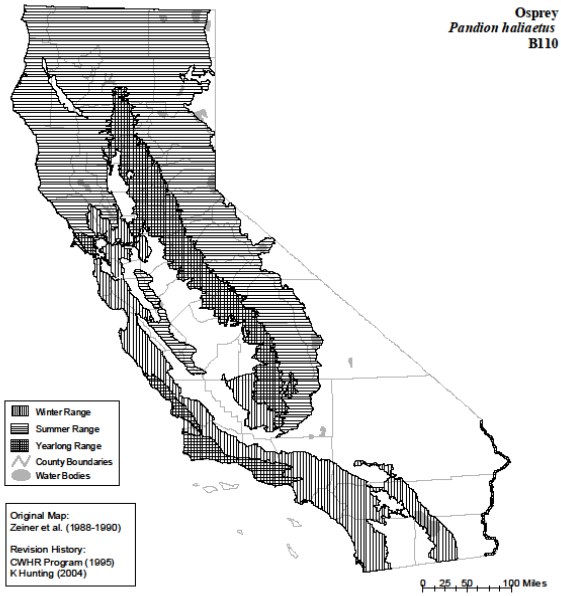 Osprey
Pandion haliaetus
B110
Winter Range
Summer Range
Yearlong Range
County Boundaries
Water Bodies
Original Map:
Zeiner et al. (1988-1990)
Revision History:
CWHR Program (1995)
K Hunting (2004)
0 25 50 100 Miles